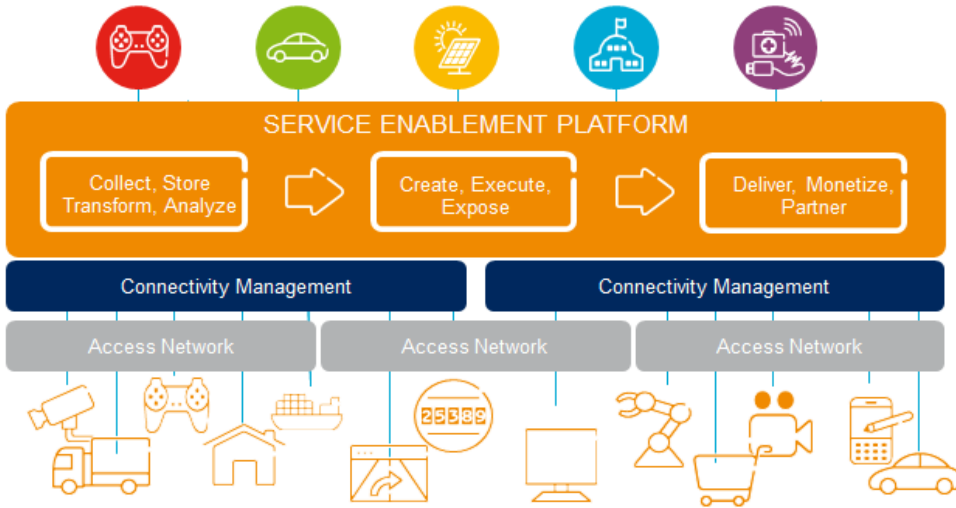 SERVICE ENABLEMENT PLATFORM
Collect, Store
Transform, Analyze
Create, Execute,
Expose
Deliver, Monetize,
Partner
Connectivity Management
Connectivity Management
Access Network
Access Network
Access Network
25389